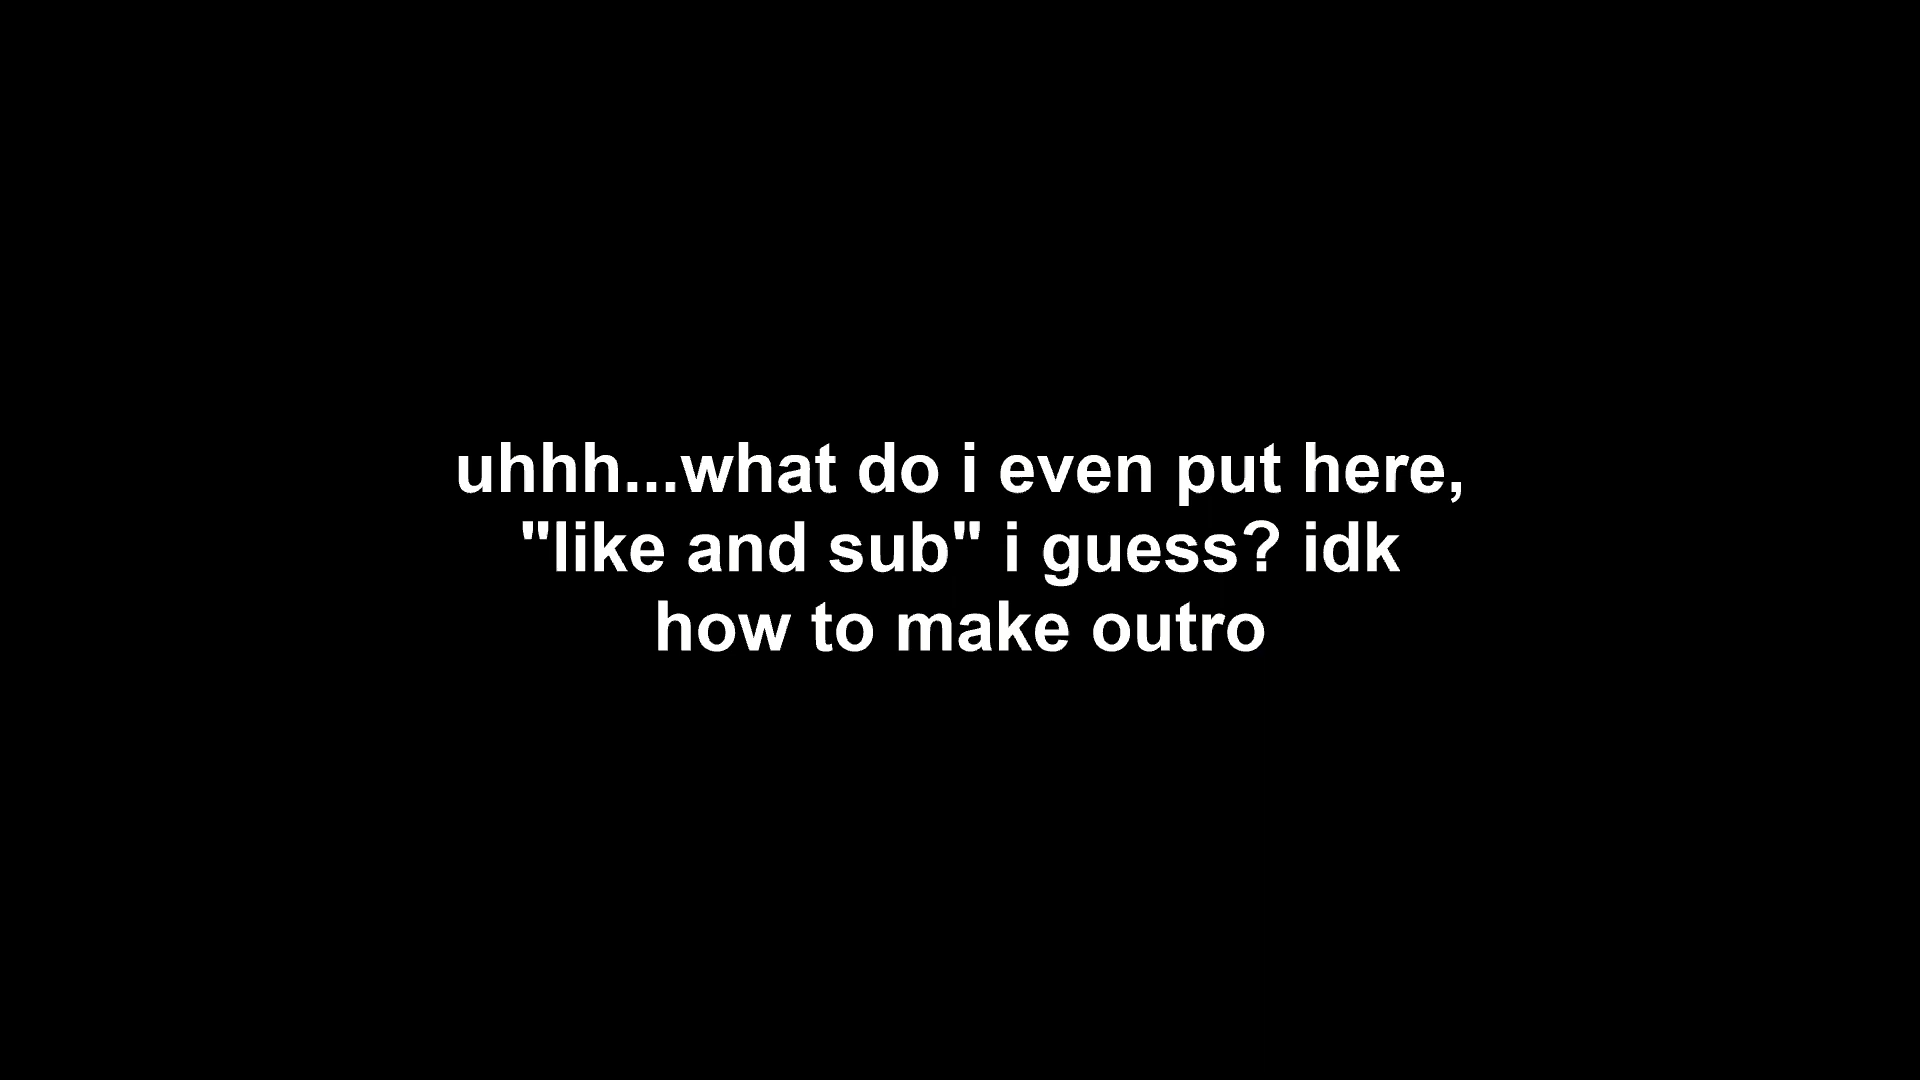 uhhh...what do i even put here,
"like and sub" i guess? idk
how to make outro